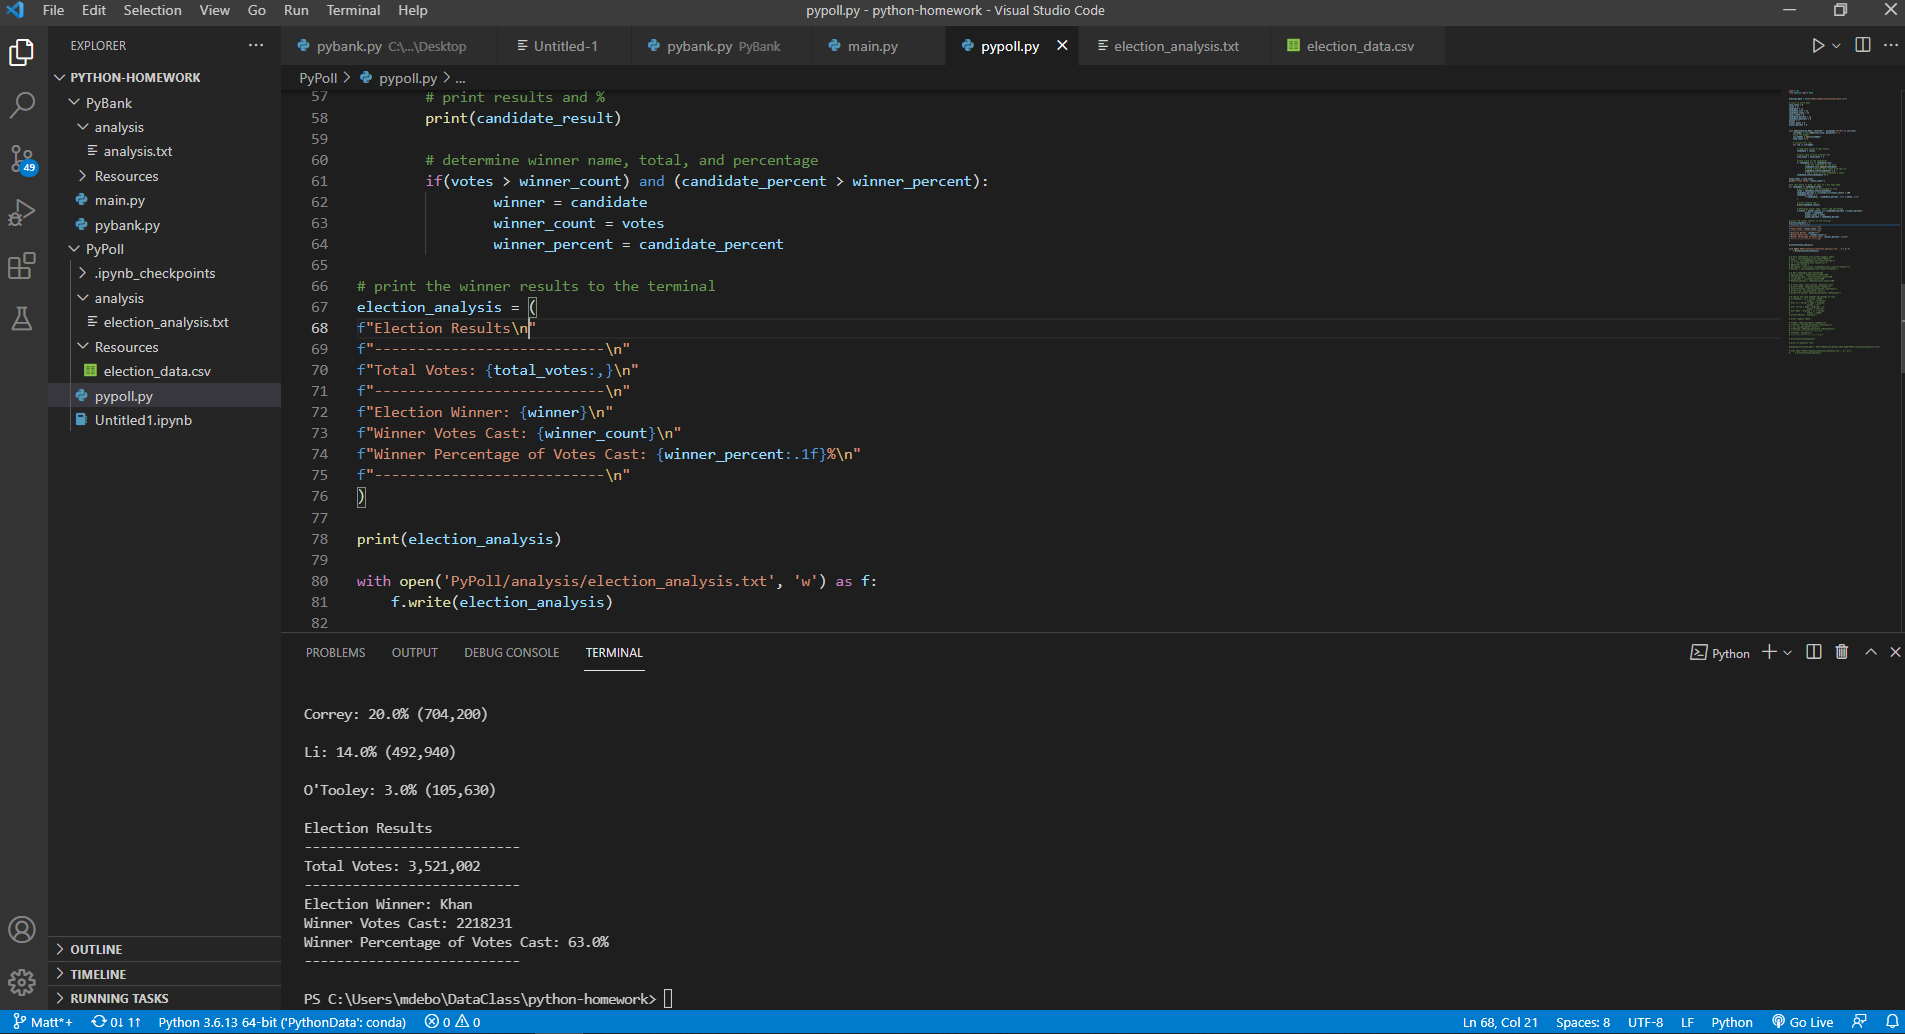 File Edit Selection View Go Run Terminal Help
pypoll.py - python-homework - Visual Studio Code
EXPLORER
pybank.py C:\...\Desktop
Untitled-1
pybank.py PyBank
main.py
pypoll.py
election_analysis.txt
election_data.csv
PYTHON-HOMEWORK
PyBank
analysis
analysis.txt
Resources
main.py
pybank.py
PyPoll
.ipynb_checkpoints
analysis
election_analysis.txt
Resources
election_data.csv
pypoll.py
Untitled1.ipynb
OUTLINE
TIMELINE
RUNNING TASKS
49
PyPoll > pypoll.py > ...
57 # print results and %
58 print(candidate_result)
59
60 # determine winner name, total, and percentage
61 if(votes > winner_count) and (candidate_percent > winner_percent):
62 winner = candidate
63 winner_count = votes
64 winner_percent = candidate_percent
65
66 # print the winner results to the terminal
67 election_analysis = (
68 f"Election Results\n"
69 f"---------------------------\n"
70 f"Total Votes: {total_votes:,}\n"
71 f"---------------------------\n"
72 f"Election Winner: {winner}\n"
73 f"Winner Votes Cast: {winner_count}\n"
74 f"Winner Percentage of Votes Cast: {winner_percent:.1f}%\n"
75 f"---------------------------\n"
76 )
77
78 print(election_analysis)
79
80 with open('PyPoll/analysis/election_analysis.txt', 'w') as f:
81 f.write(election_analysis)
82
PROBLEMS OUTPUT DEBUG CONSOLE TERMINAL
Python
Correy: 20.0% (704,200)
Li: 14.0% (492,940)
O'Tooley: 3.0% (105,630)
Election Results
---------------------------
Total Votes: 3,521,002
---------------------------
Election Winner: Khan
Winner Votes Cast: 2218231
Winner Percentage of Votes Cast: 63.0%
---------------------------
PS C:\Users\mdebo\DataClass\python-homework>
Matt*+ 0↓ 1↑ Python 3.6.13 64-bit ('PythonData': conda) 0 0
Ln 68, Col 21 Spaces: 8 UTF-8 LF Python Go Live